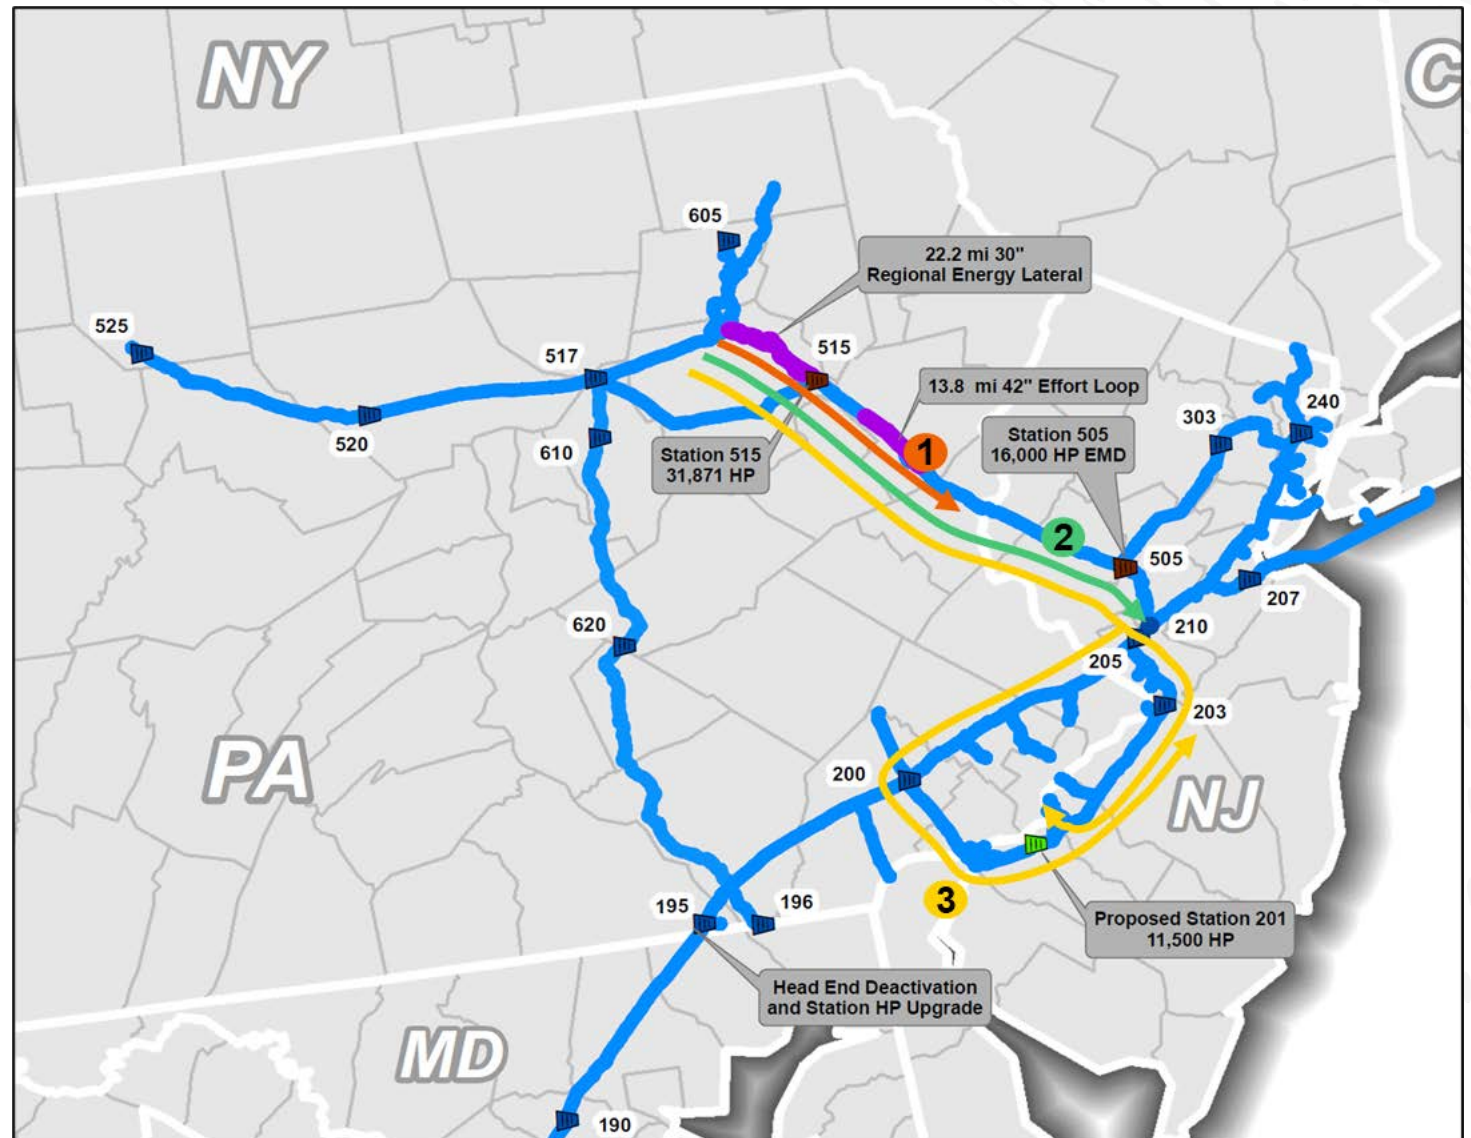 NY
C
605
22.2 mi 30"
Regional Energy Lateral
525
517
515
13.8 mi 42" Effort Loop
520
610
Station 515
31,871 HP
1
Station 505
16,000 HP EMD
303
240
2
505
207
620
210
205
203
PA
200
NJ
3
195
196
Proposed Station 201
11,500 HP
Head End Deactivation
and Station HP Upgrade
MD
190